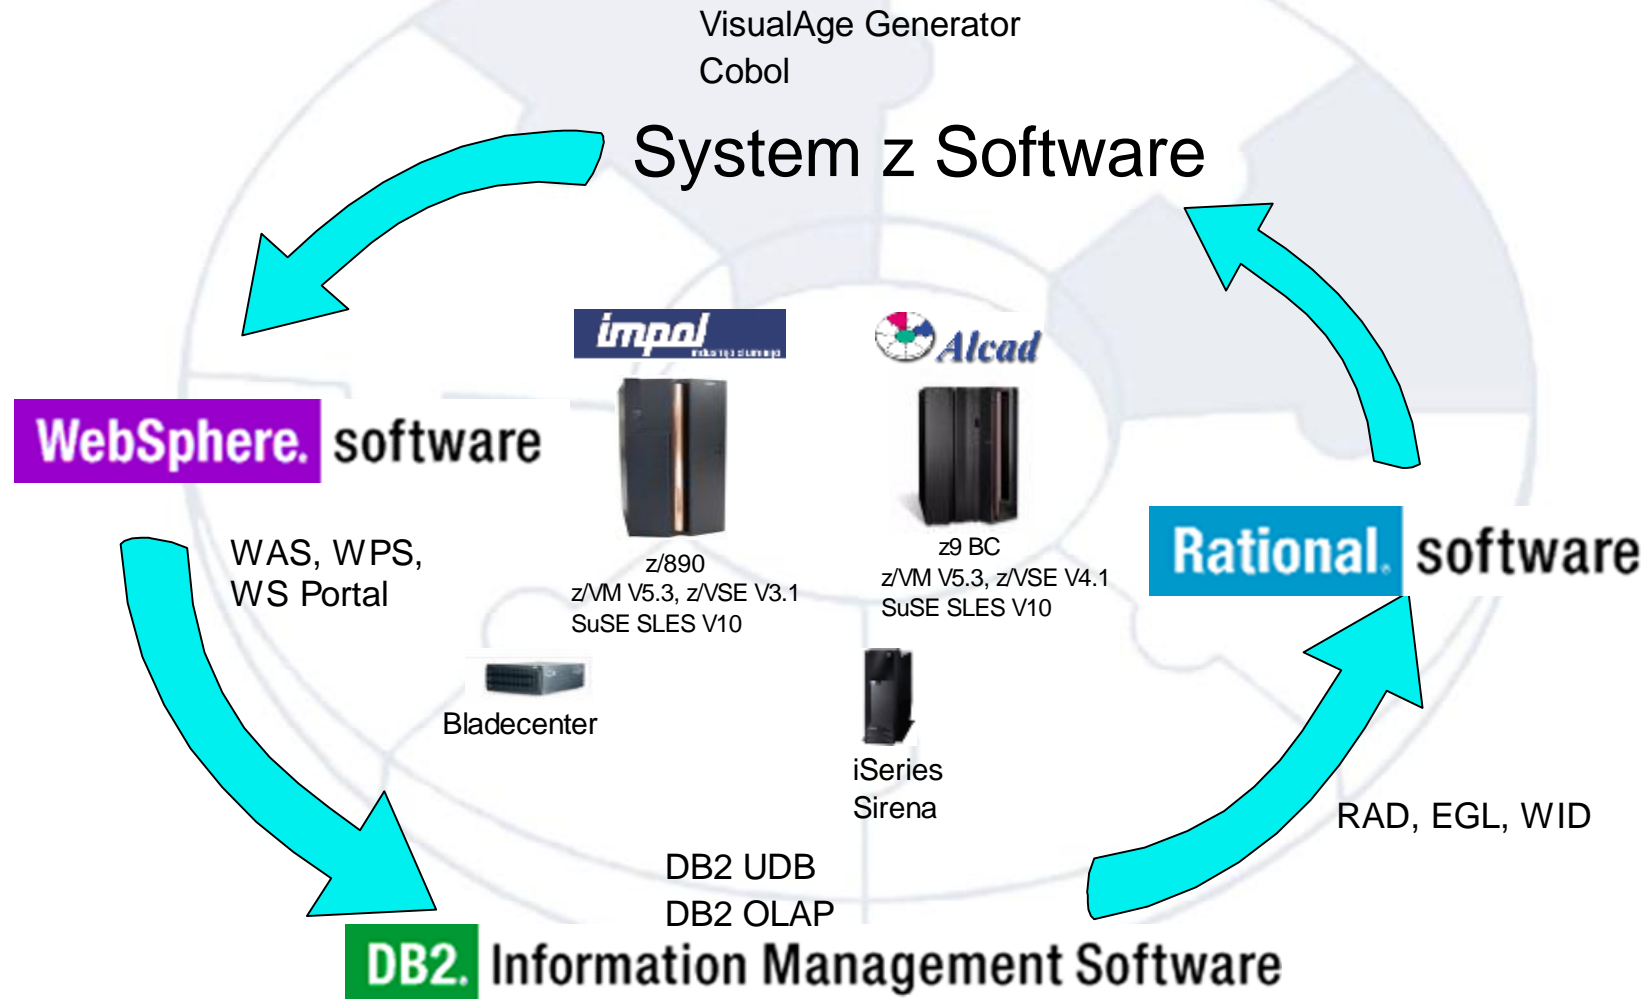 VisualAge Generator
Cobol
System z Software
impol
Alcad
WebSphere. software
WAS, WPS,
WS Portal
z/890
z/VM V5.3, z/VSE V3.1
SuSE SLES V10
z9 BC
z/VM V5.3, z/VSE V4.1
SuSE SLES V10
Rational. software
Bladecenter
iSeries
Sirena
RAD, EGL, WID
DB2 UDB
DB2 OLAP
DB2. Information Management Software